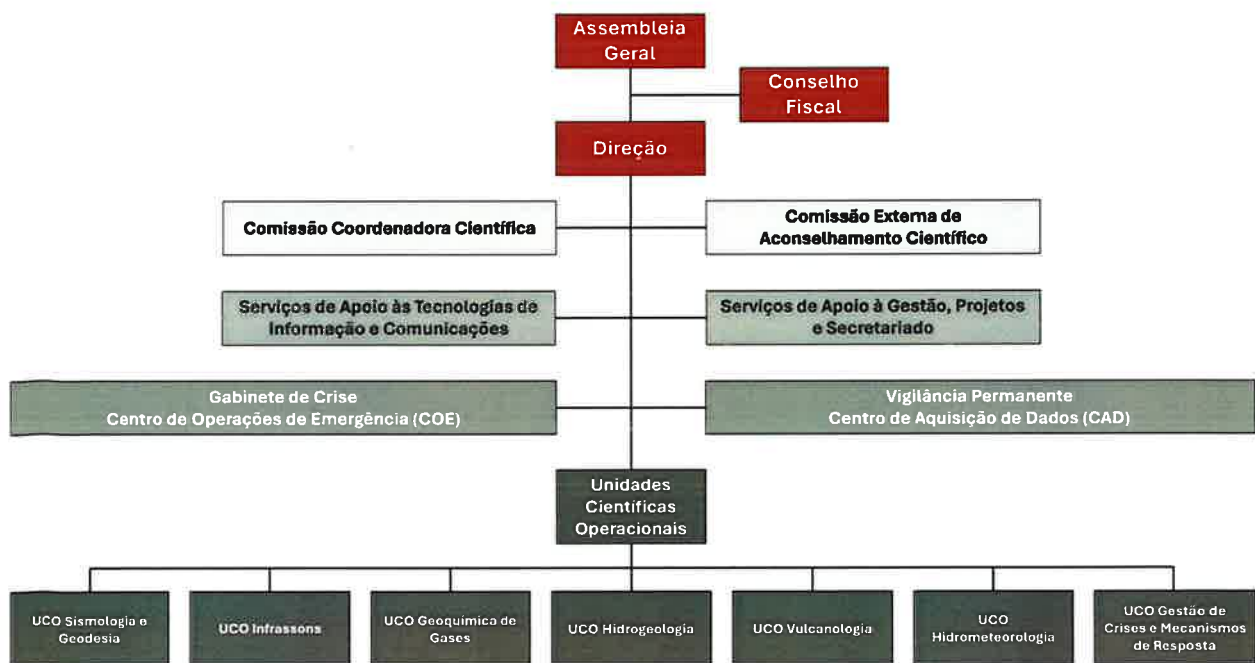 Assembleia
Geral
Conselho
Fiscal
Direção
Comissão Coordenadora Científica
Comissão Externa de
Aconselhamento Científico
Serviços de Apoio às Tecnologias de
Informação e Comunicações
Serviços de Apoio à Gestão, Projetos
e Secretariado
Gabinete de Crise
Centro de Operações de Emergência (COE)
Vigilância Permanente
Centro de Aquisição de Dados (CAD)
Unidades
Científicas
Operacionais
UCO Sismologia e
Geodesia
UCO Infrassons
UCO Geoquímica de
Gases
UCO Hidrogeologia
UCO Vulcanologia
UCO
Hidrometeorologia
UCO Gestão de
Crises e Mecanismos
de Resposta